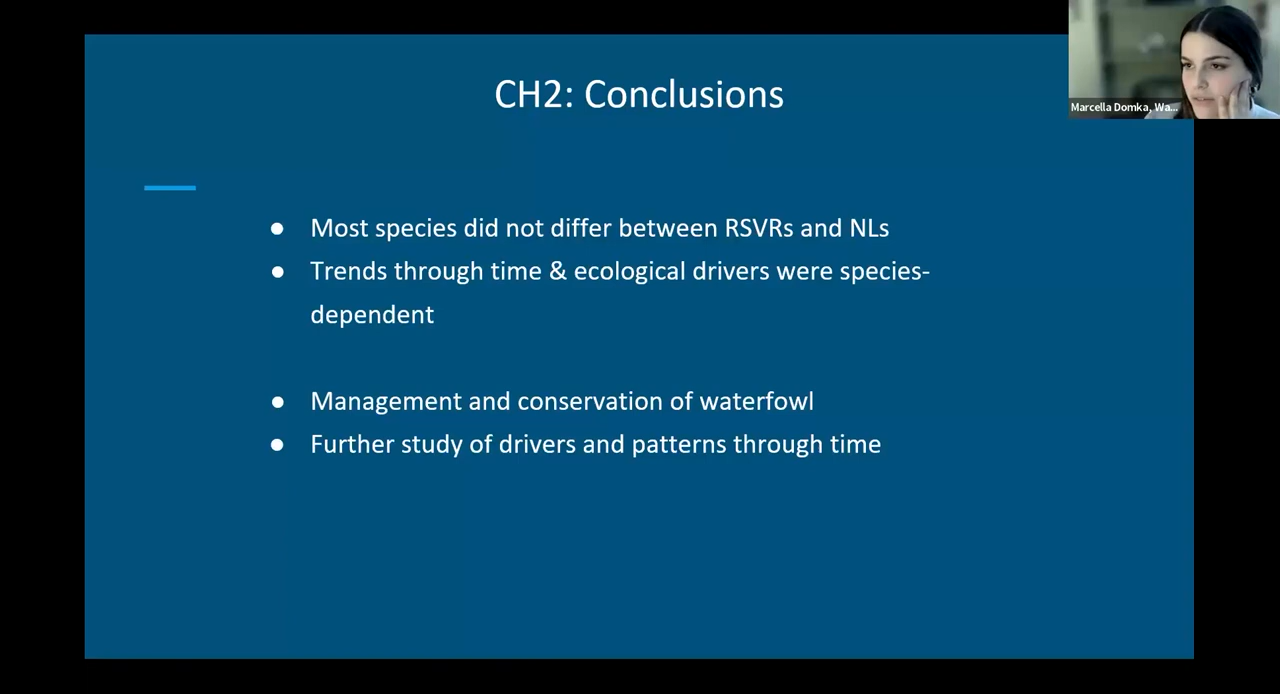 CH2: Conclusions
Marcella Domka, Wa...
● Most species did not differ between RSVRs and NLs
● Trends through time & ecological drivers were species-
dependent
● Management and conservation of waterfowl
● Further study of drivers and patterns through time